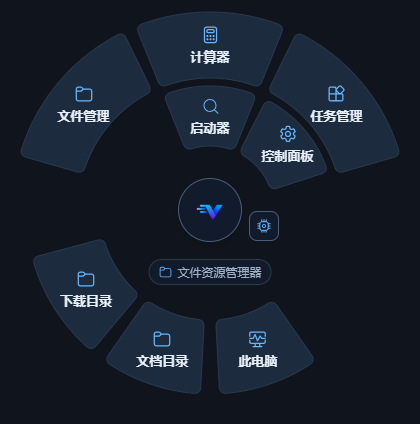 计算器
文件管理
任务管理
启动器
控制面板
文件资源管理器
下载目录
文档目录
此电脑